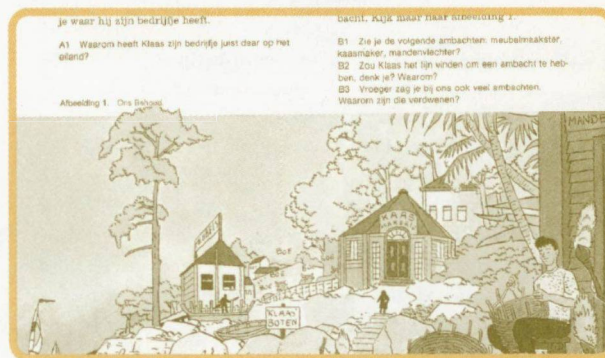 je waar hij zijn bedrijfje heeft.
A1 Waarom heeft Klaas zijn bedrijfje juist daar op het
eiland?
Afbeelding 1. Ons Eiland
bacht. Kijk maar naar afbeelding 1.
B1 Zie je de volgende ambachten: meubelmaakster,
kaasmaker, mandenvlechter?
B2 Zou Klaas het fijn vinden om een ambacht te heb-
ben, denk je? Waarom?
B3 Vroeger zag je bij ons ook veel ambachten.
Waarom zijn die verdwenen?
MANDE
KAAS
KLAAS
BOTEN